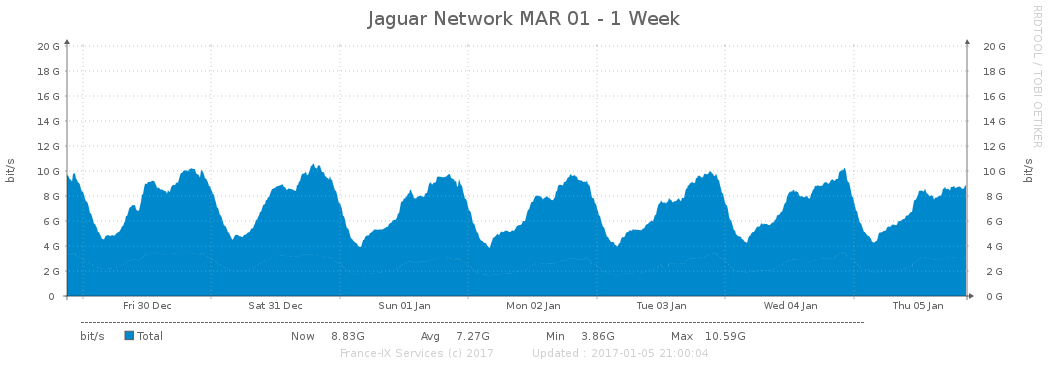 Jaguar Network MAR 01 - 1 Week
RRDTOOL / TOBI OETIKER
bit/s
20 G 20 G
18 G 18 G
16 G 16 G
14 G 14 G
12 G 12 G
10 G 10 G
8 G 8 G
6 G 6 G
4 G 4 G
2 G 2 G
0 0 G
bit/s
Fri 30 Dec Sat 31 Dec Sun 01 Jan Mon 02 Jan Tue 03 Jan Wed 04 Jan Thu 05 Jan
bit/s Total Now 8.83G Avg 7.27G Min 3.86G Max 10.59G
France-IX Services (c) 2017 Updated : 2017-01-05 21:00:04